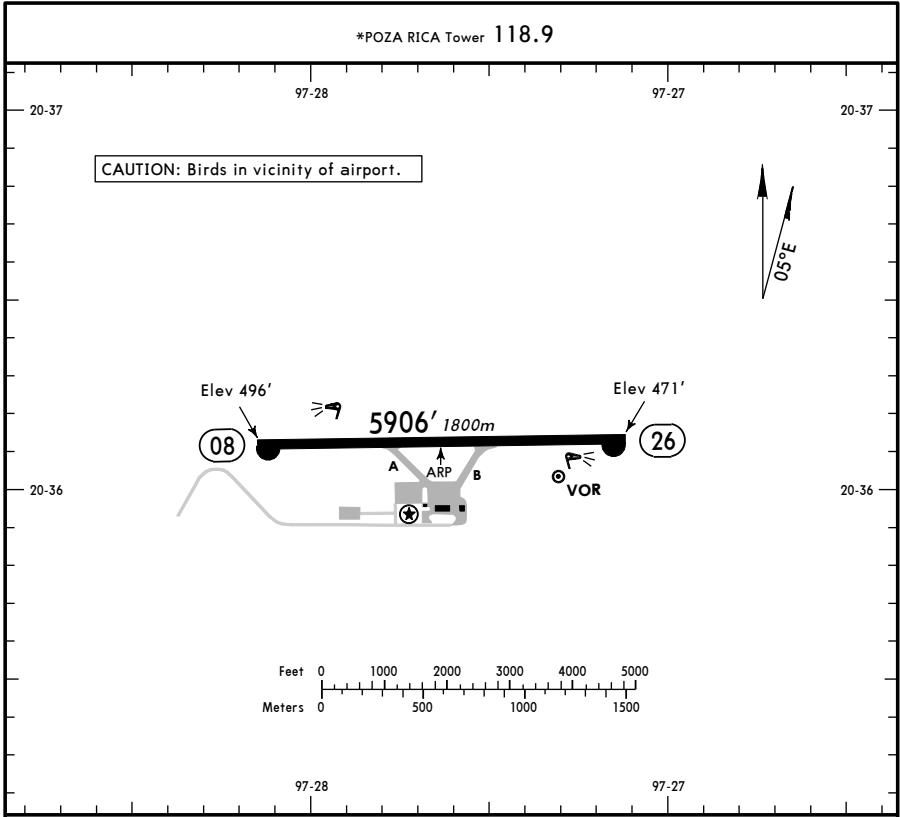 *POZA RICA Tower 118.9
97-28 97-27
20-37 20-37
CAUTION: Birds in vicinity of airport.
05°E
Elev 496' Elev 471'
5906' 1800m
08 26
A ARP B
VOR
20-36 20-36
Feet 0 1000 2000 3000 4000 5000
Meters 0 500 1000 1500
97-28 97-27